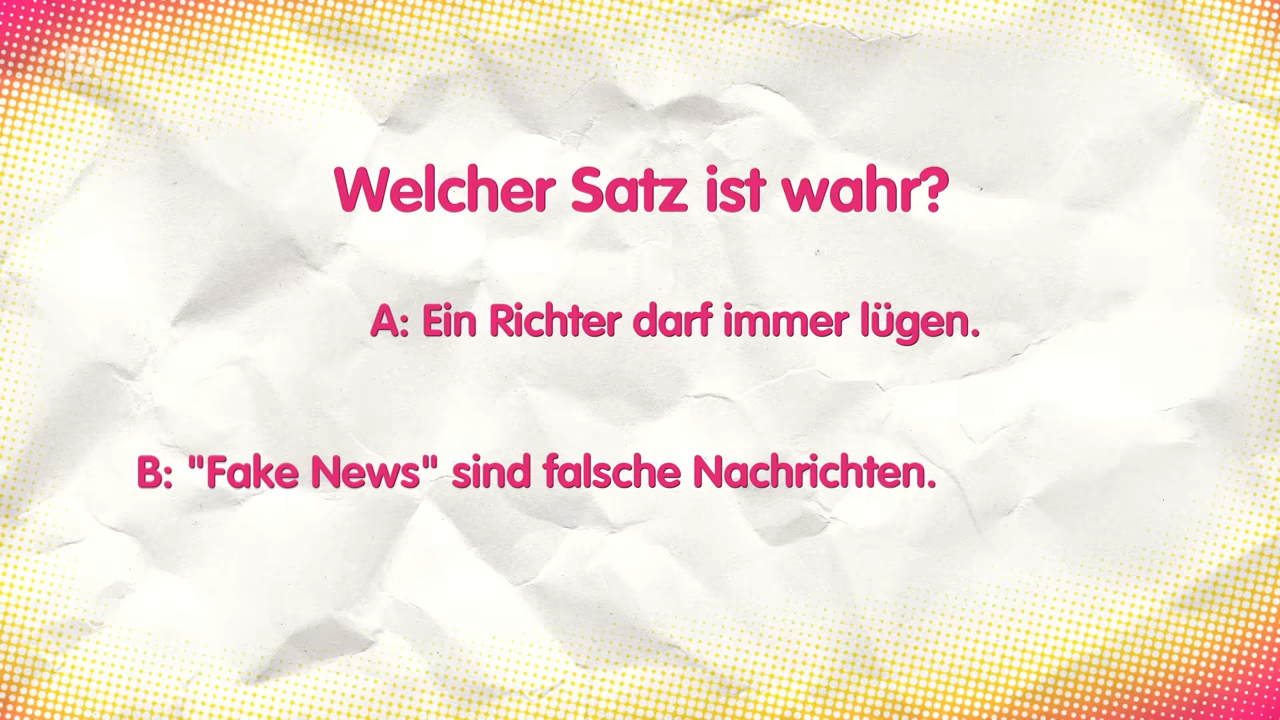 Welcher Satz ist wahr?
A: Ein Richter darf immer lügen.
B: "Fake News" sind falsche Nachrichten.